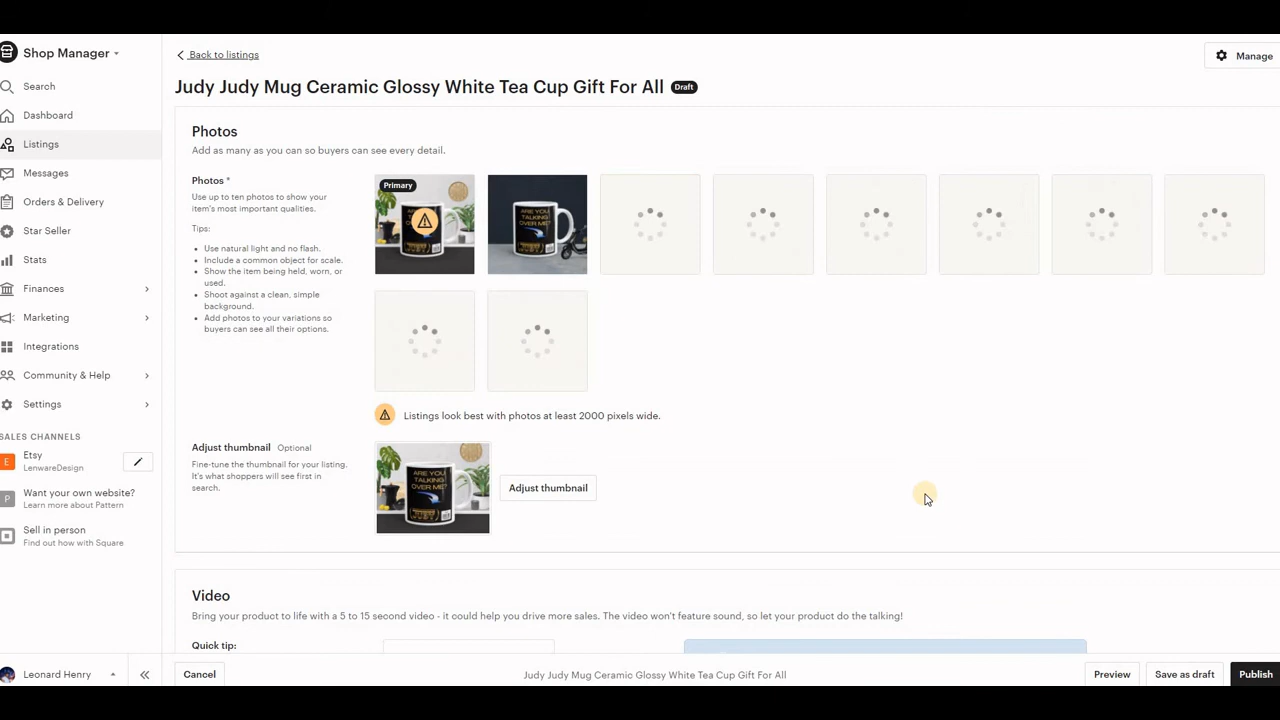 Shop Manager
Search
Dashboard
Listings
Messages
Orders & Delivery
Star Seller
Stats
Finances
Marketing
Integrations
Community & Help
Settings
SALES CHANNELS
E
Etsy
LenwareDesign
P
Want your own website?
Learn more about Pattern
Sell in person
Find out how with Square
Leonard Henry
Back to listings
Manage
Judy Judy Mug Ceramic Glossy White Tea Cup Gift For All
Draft
Photos
Add as many as you can so buyers can see every detail.
Photos *
Use up to ten photos to show your
item's most important qualities.
Tips:
• Use natural light and no flash.
• Include a common object for scale.
• Show the item being held, worn, or
used.
• Shoot against a clean, simple
background.
• Add photos to your variations so
buyers can see all their options.
Primary
ARE YOU
ARE YOU
TALKING
OVER ME?
Listings look best with photos at least 2000 pixels wide.
Adjust thumbnail Optional
Fine-tune the thumbnail for your listing.
It's what shoppers will see first in
search.
ARE YOU
TALKING
OVER ME?
Adjust thumbnail
Video
Bring your product to life with a 5 to 15 second video - it could help you drive more sales. The video won't feature sound, so let your product do the talking!
Quick tip:
Cancel
Judy Judy Mug Ceramic Glossy White Tea Cup Gift For All
Preview
Save as draft
Publish